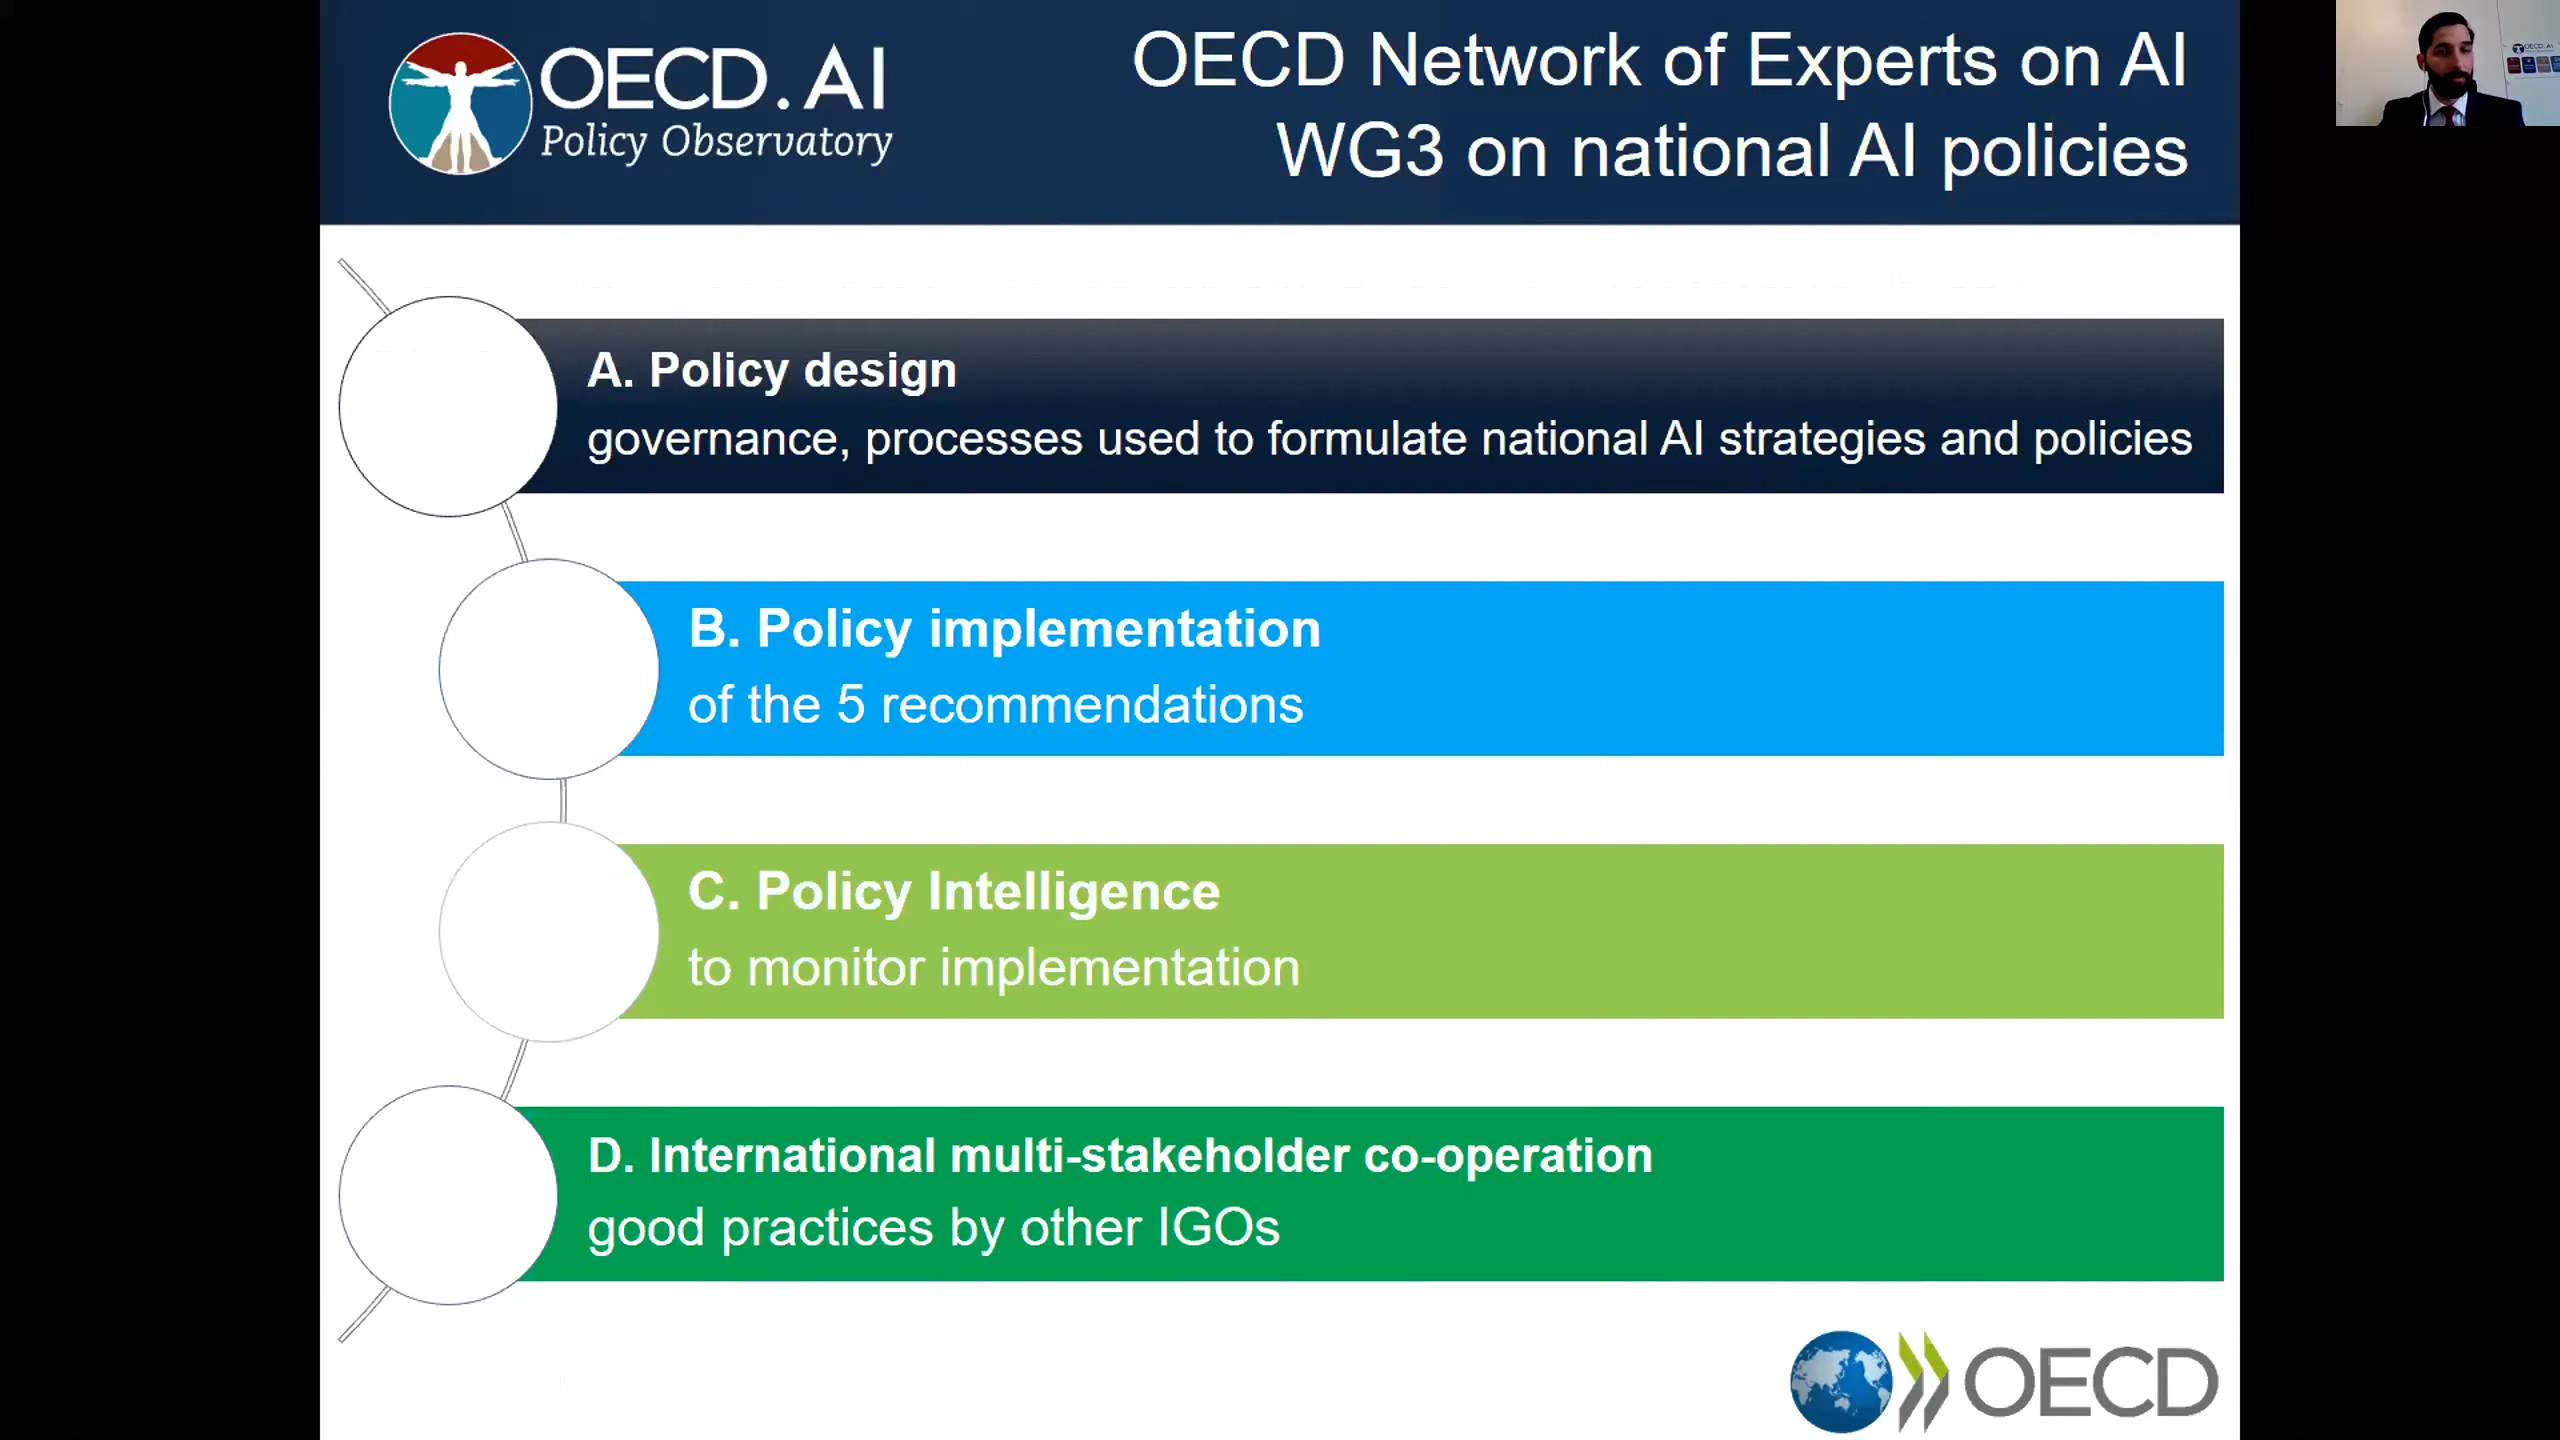 OECD.AI
Policy Observatory
OECD Network of Experts on AI
WG3 on national AI policies
OECD.AI
A. Policy design
governance, processes used to formulate national AI strategies and policies
B. Policy implementation
of the 5 recommendations
C. Policy Intelligence
to monitor implementation
D. International multi-stakeholder co-operation
good practices by other IGOs
OECD